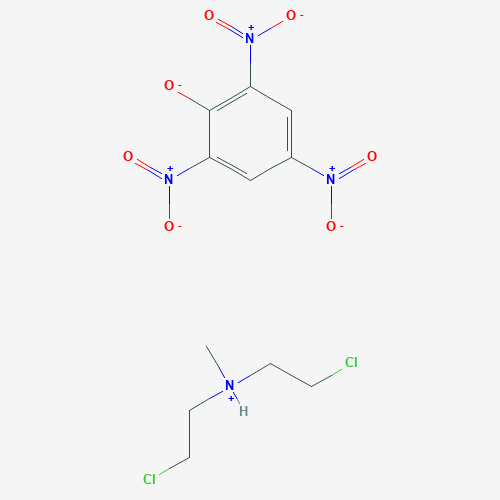 O N+ O-
O-
O N+ N+ O
O- O-
Cl
N+ H
Cl